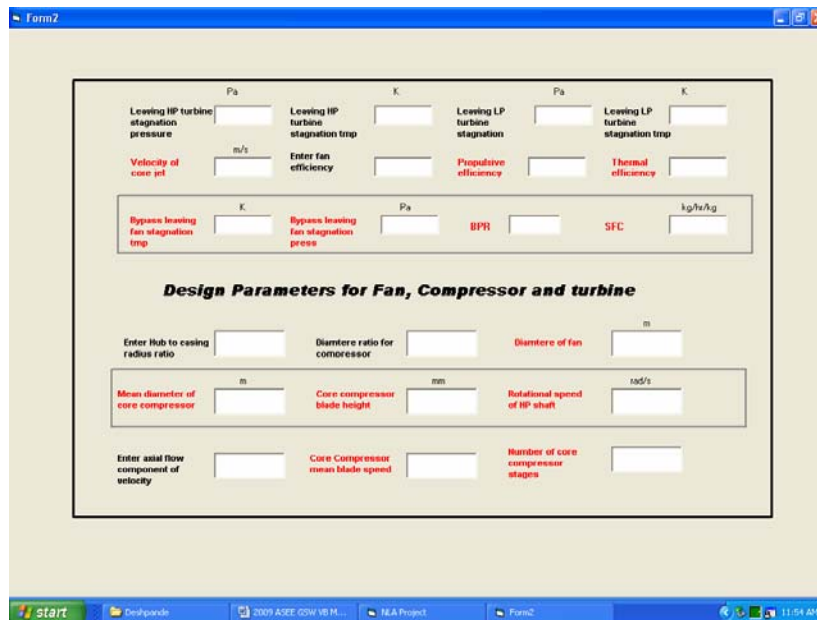 Form2
Pa K Pa K
Leaving HP turbine stagnation pressure
Leaving HP turbine stagnation tmp
Leaving LP turbine stagnation
Leaving LP turbine stagnation tmp
m/s
Velocity of core jet
Enter fan efficiency
Propulsive efficiency
Thermal efficiency
K Pa kg/hr/kg
Bypass leaving fan stagnation tmp
Bypass leaving fan stagnation press
BPR
SFC
Design Parameters for Fan, Compressor and turbine
m
Enter Hub to casing radius ratio
Diamtere ratio for compressor
Diamtere of fan
m mm rad/s
Mean diameter of core compressor
Core compressor blade height
Rotational speed of HP shaft
Enter axial flow component of velocity
Core Compressor mean blade speed
Number of core compressor stages
start
Deshpande
2009 ASEE GSW VB M...
NLA Project
Form2
11:54 AM